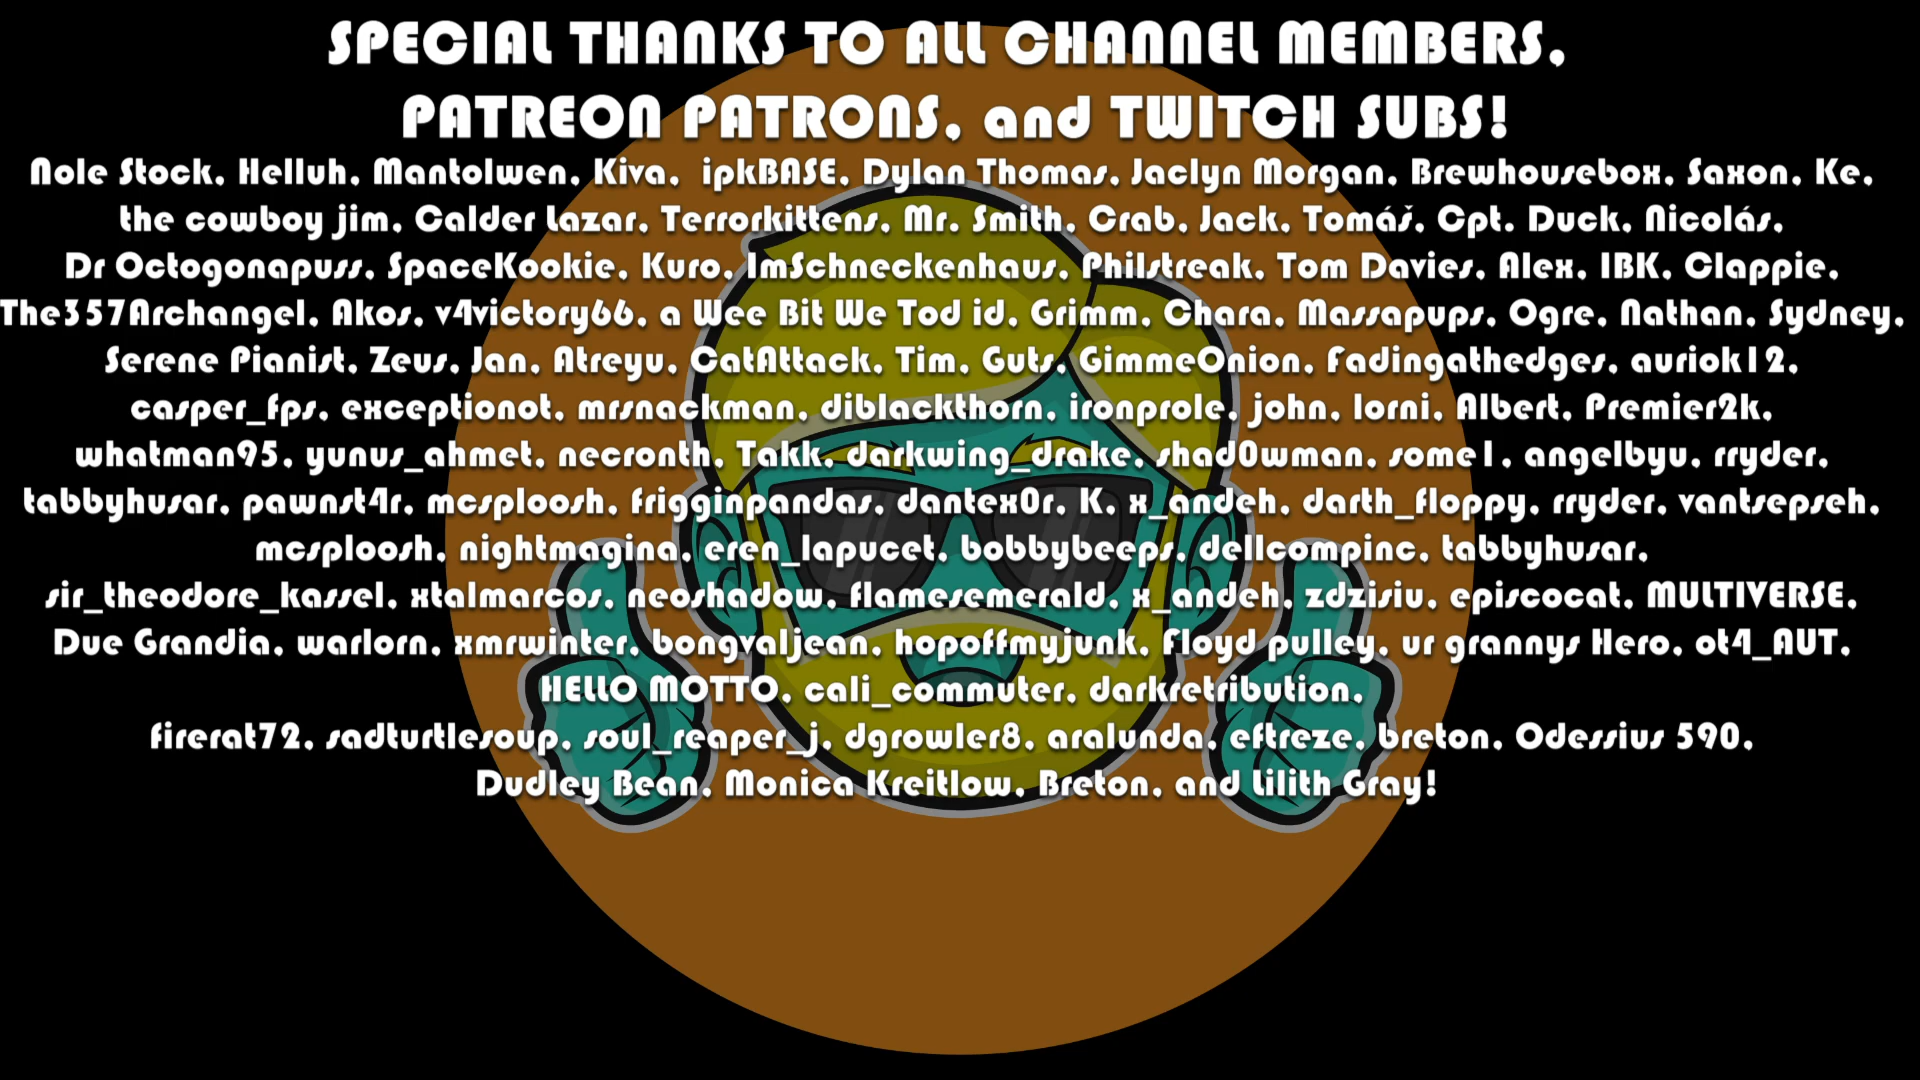 SPECIAL THANKS TO ALL CHANNEL MEMBERS,
PATREON PATRONS, and TWITCH SUBS!
Nole Stock, Helluh, Mantolwen, Kiva, ipkBASE, Dylan Thomas, Jaclyn Morgan, Brewhousebox, Saxon, Ke,
the cowboy jim, Calder Lazar, Terrorkittens, Mr. Smith, Crab, Jack, Tomáš, Cpt. Duck, Nicolás,
Dr Octogonapuss, SpaceKookie, Kuro, ImSchneckenhaus, Philstreak, Tom Davies, Alex, IBK, Clappie,
The357Archangel, Akos, v4victory66, a Wee Bit We Tod id, Grimm, Chara, Massapups, Ogre, Nathan, Sydney,
Serene Pianist, Zeus, Jan, Atreyu, CatAttack, Tim, Guts, GimmeOnion, Fadingathedges, auriok12,
casper_fps, exceptionot, mrsnackman, diblackthorn, ironprole, john, lorni, Albert, Premier2k,
whatman95, yunus_ahmet, necronth, Takk, darkwing_drake, shad0wman, some1, angelbyu, rryder,
tabbyhusar, pawnst4r, mcsploosh, frigginpandas, dantex0r, K, x_andeh, darth_floppy, rryder, vantsepseh,
mcsploosh, nightmagina, eren_lapucet, bobbybeeps, dellcompinc, tabbyhusar,
sir_theodore_kassel, xtalmarcos, neoshadow, flamesemerald, x_andeh, zdzisiu, episcocat, MULTIVERSE,
Due Grandia, warlorn, xmrwinter, bongvaljean, hopoffmyjunk, Floyd pulley, ur grannys Hero, ot4_AUT,
HELLO MOTTO, cali_commuter, darkretribution,
firerat72, sadturtlesoup, soul_reaper_j, dgrowler8, aralunda, eftreze, breton, Odessius 590,
Dudley Bean, Monica Kreitlow, Breton, and Lilith Gray!